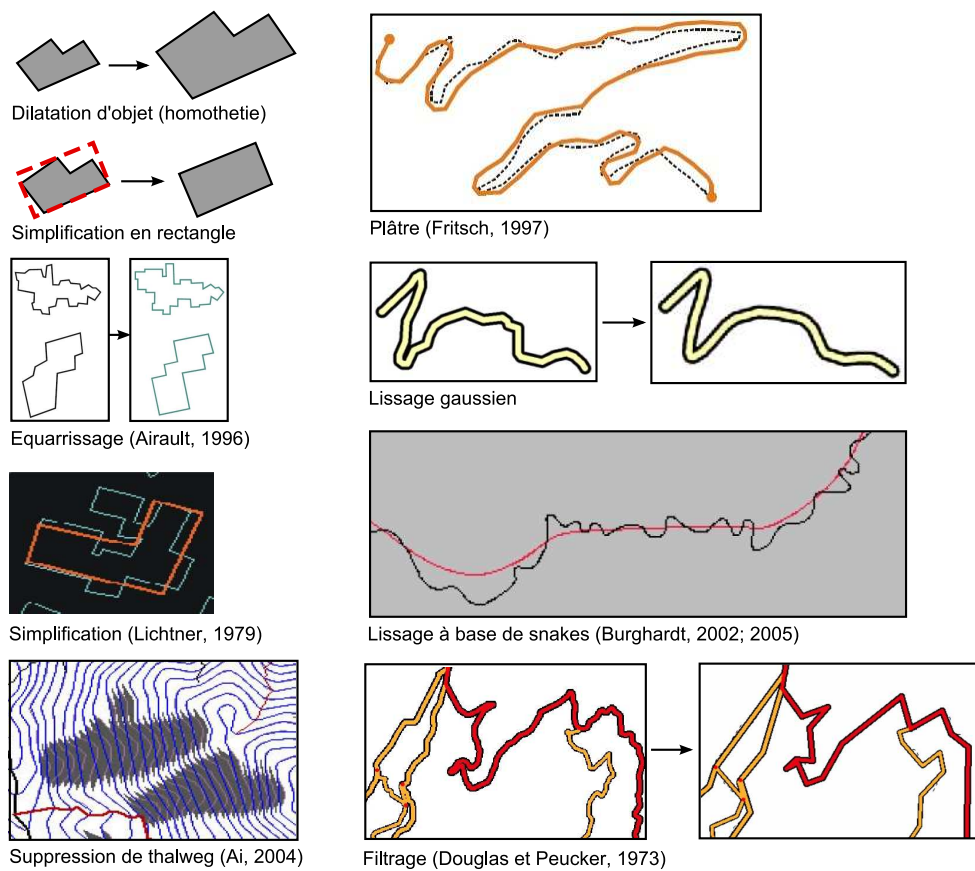 Dilatation d'objet (homothetie)
Simplification en rectangle
Plâtre (Fritsch, 1997)
Equarrissage (Airault, 1996)
Lissage gaussien
Simplification (Lichtner, 1979)
Lissage à base de snakes (Burghardt, 2002; 2005)
Suppression de thalweg (Ai, 2004)
Filtrage (Douglas et Peucker, 1973)